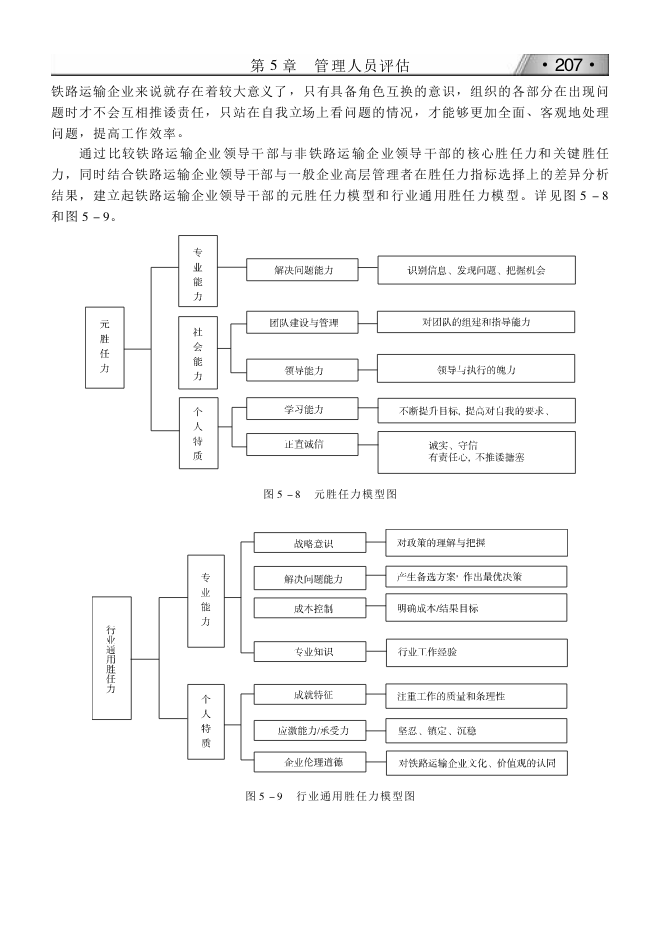 第 5 章　管理人员评估
· 207 ·
铁路运输企业来说就存在着较大意义了，只有具备角色互换的意识，组织的各部分在出现问
题时才不会互相推诿责任，只站在自我立场上看问题的情况，才能够更加全面、客观地处理
问题，提高工作效率。
通过比较铁路运输企业领导干部与非铁路运输企业领导干部的核心胜任力和关键胜任
力，同时结合铁路运输企业领导干部与一般企业高层管理者在胜任力指标选择上的差异分析
结果，建立起铁路运输企业领导干部的元胜任力模型和行业通用胜任力模型。详见图 5 －8
和图 5 －9。
元胜任力
专业能力
解决问题能力
识别信息、发现问题、把握机会
社会能力
团队建设与管理
对团队的组建和指导能力
领导能力
领导与执行的魄力
个人特质
学习能力
不断提升目标, 提高对自我的要求、
正直诚信
诚实、守信
有责任心, 不推诿搪塞
图 5 －8　元胜任力模型图
行业通用胜任力
专业能力
战略意识
对政策的理解与把握
解决问题能力
产生备选方案' 作出最优决策
成本控制
明确成本/结果目标
专业知识
行业工作经验
个人特质
成就特征
注重工作的质量和条理性
应激能力/承受力
坚忍、镇定、沉稳
企业伦理道德
对铁路运输企业文化、价值观的认同
图 5 －9　行业通用胜任力模型图